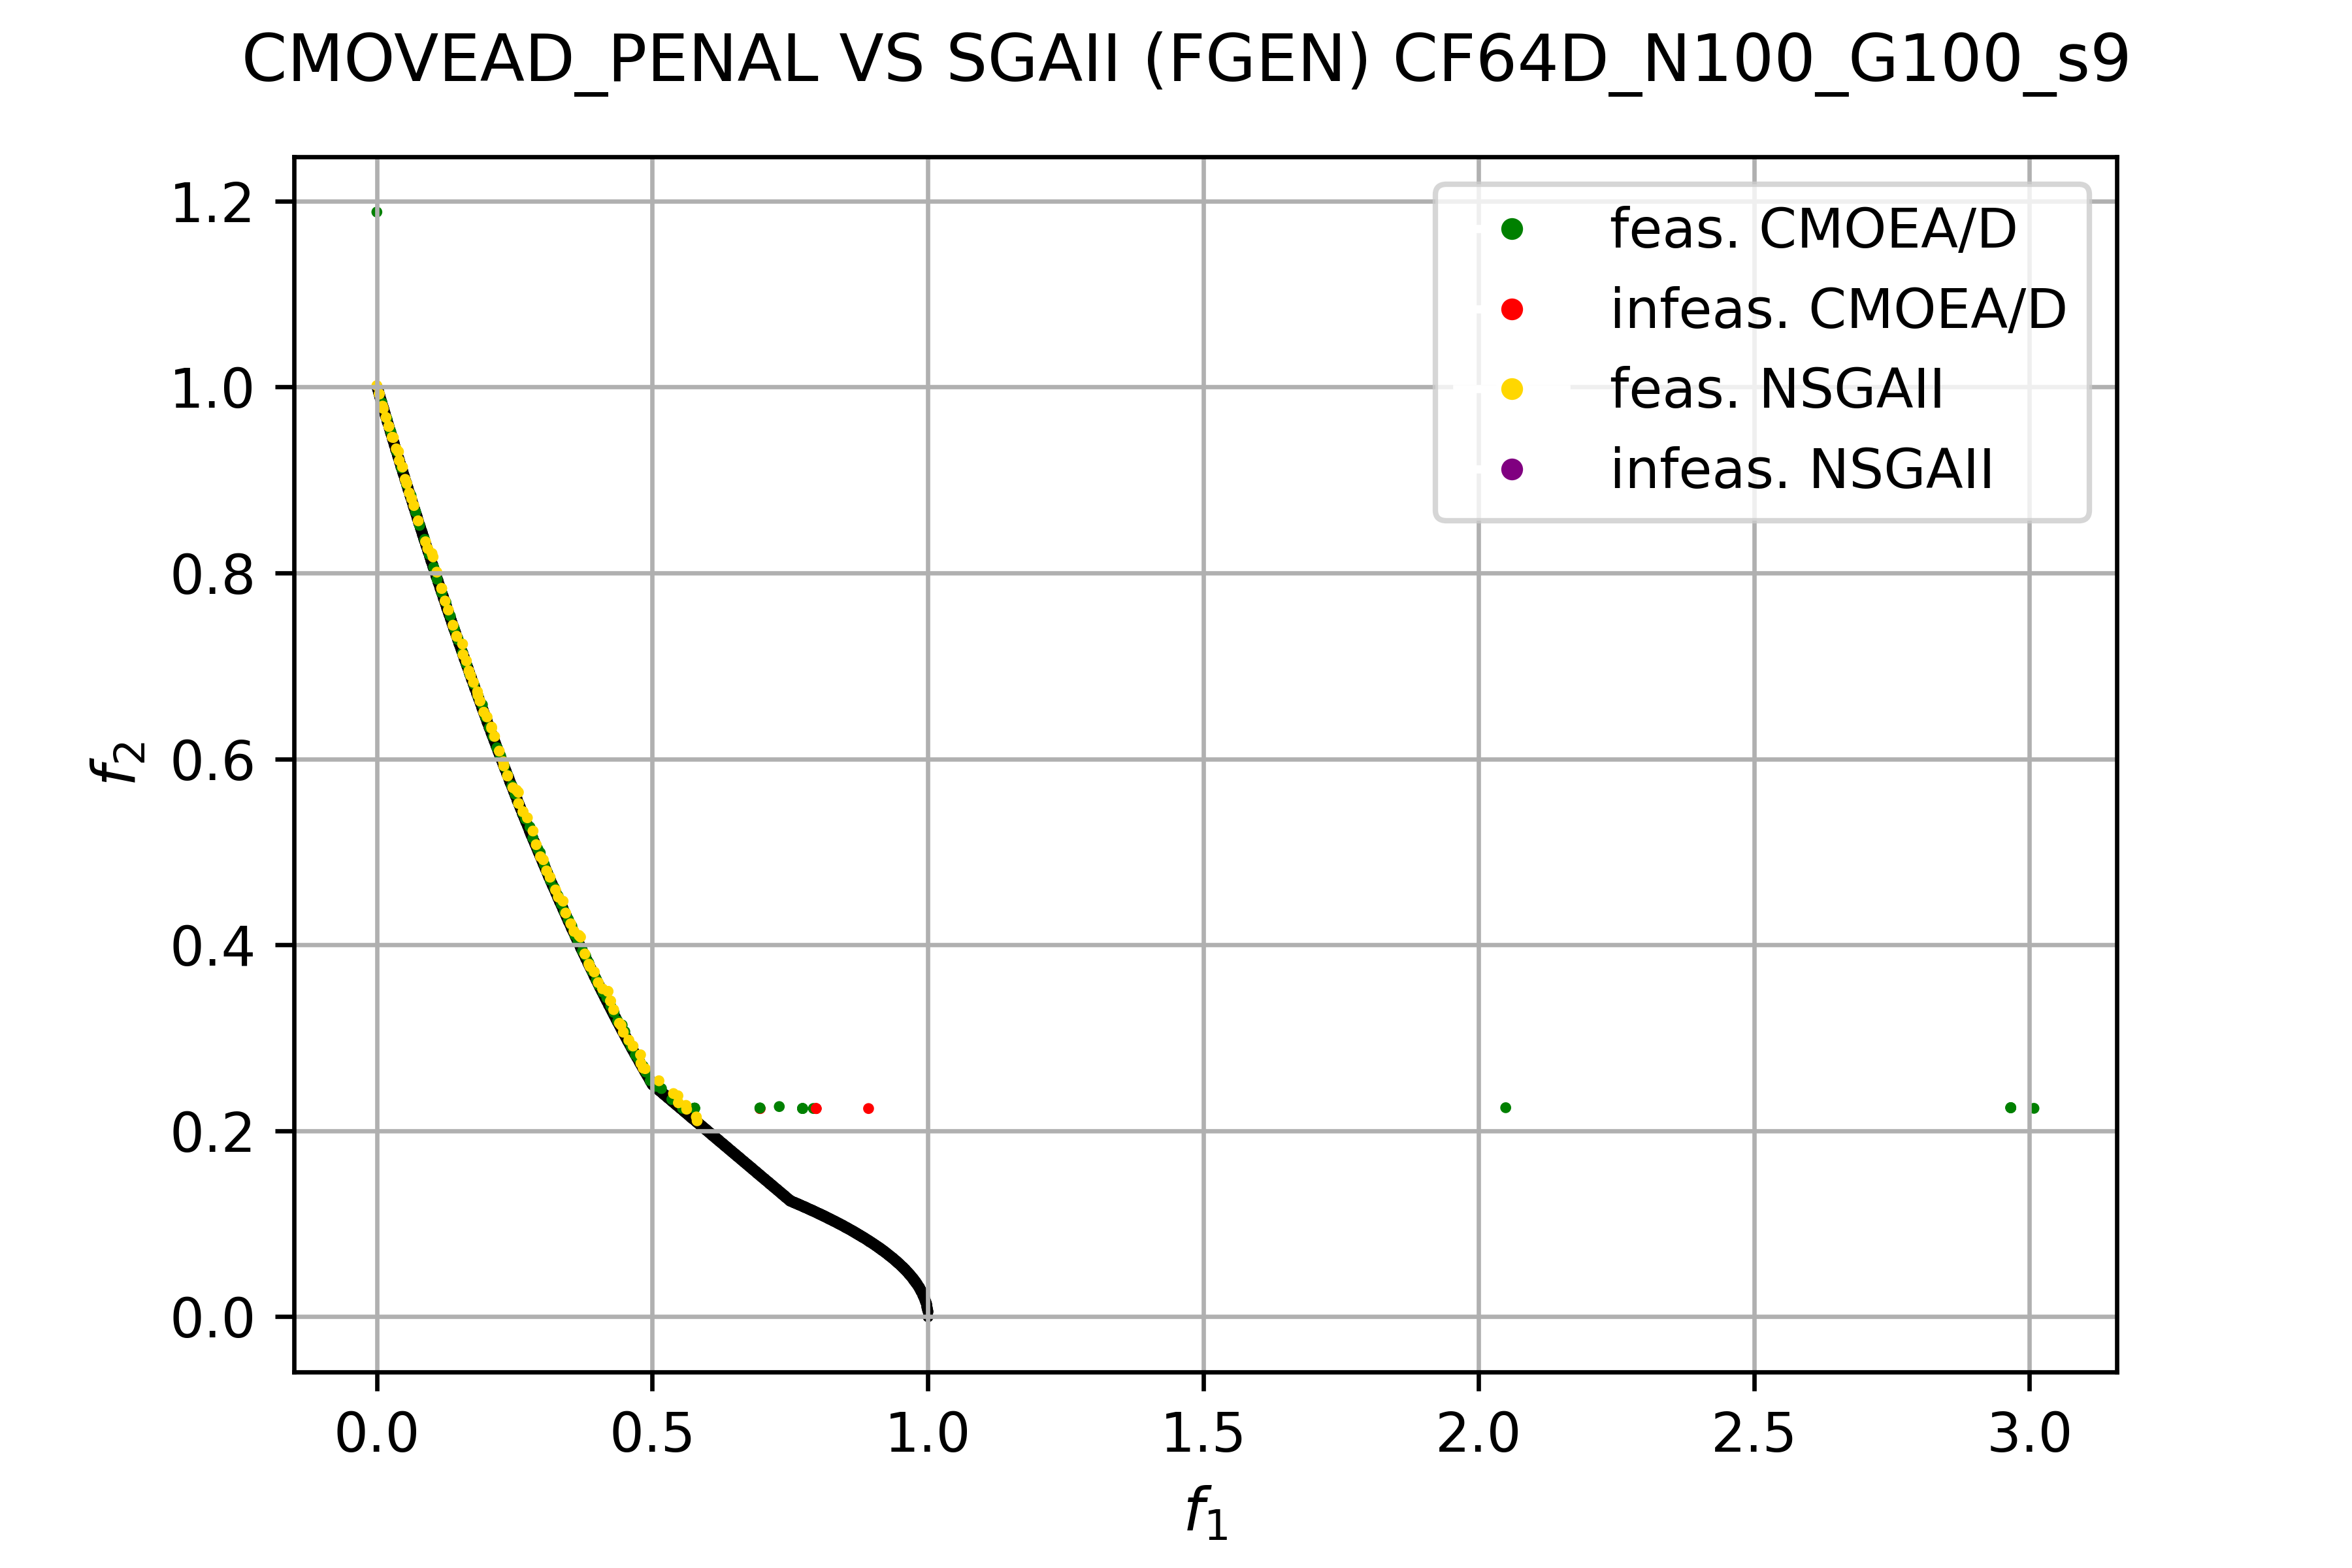 CMOVEAD_PENAL VS SGAII (FGEN) CF64D_N100_G100_s9
1.2
1.0
0.8
0.6
0.4
0.2
0.0
f2
feas. CMOEA/D
infeas. CMOEA/D
feas. NSGAII
infeas. NSGAII
0.0 0.5 1.0 1.5 2.0 2.5 3.0
f1